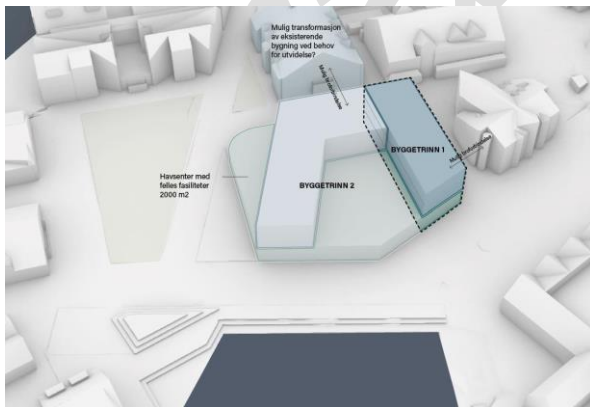 Mulig transformasjon
av eksisterende
bygning ved behov
for utvidelse?
BYGGETRINN 1
Havsenter med
felles fasiliteter
2000 m2
BYGGETRINN 2